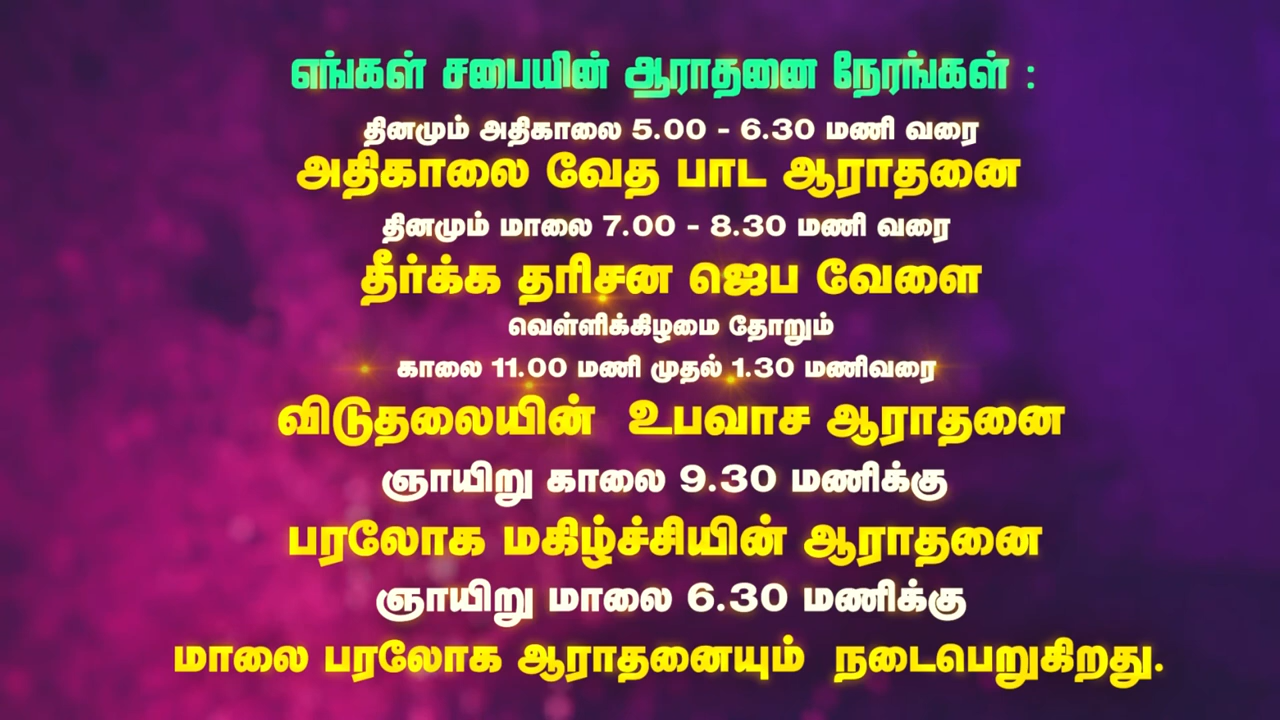 எங்கள் சபையின் ஆராதனை நேரங்கள் :
தினமும் அதிகாலை 5.00 - 6.30 மணி வரை
அதிகாலை வேத பாட ஆராதனை
தினமும் மாலை 7.00 - 8.30 மணி வரை
தீர்க்க தரிசன ஜெப வேளை
வெள்ளிக்கிழமை தோறும்
காலை 11.00 மணி முதல் 1.30 மணிவரை
விடுதலையின் உபவாச ஆராதனை
ஞாயிறு காலை 9.30 மணிக்கு
பரலோக மகிழ்ச்சியின் ஆராதனை
ஞாயிறு மாலை 6.30 மணிக்கு
மாலை பரலோக ஆராதனையும் நடைபெறுகிறது.